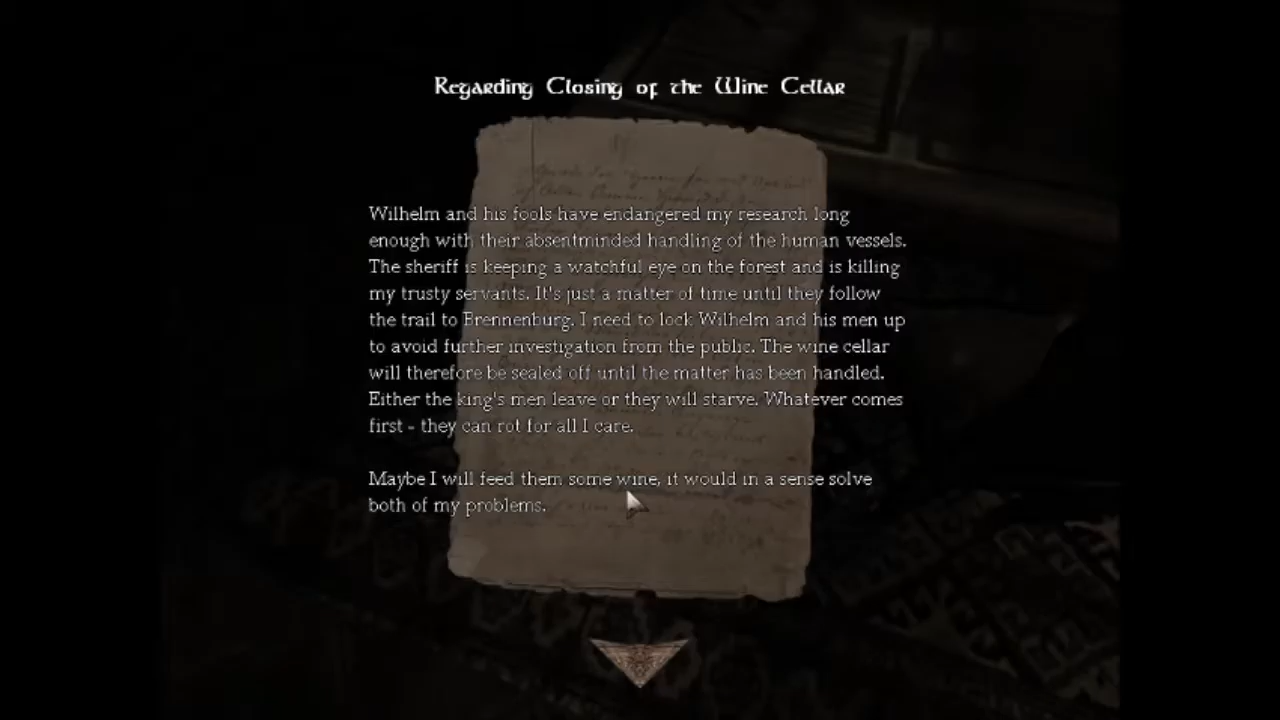 Regarding Closing of the Wine Cellar
Wilhelm and his fools have endangered my research long
enough with their absentminded handling of the human vessels.
The sheriff is keeping a watchful eye on the forest and is killing
my trusty servants. It's just a matter of time until they follow
the trail to Brennenburg. I need to lock Wilhelm and his men up
to avoid further investigation from the public. The wine cellar
will therefore be sealed off until the matter has been handled.
Either the king's men leave or they will starve. Whatever comes
first - they can rot for all I care.
Maybe I will feed them some wine, it would in a sense solve
both of my problems.